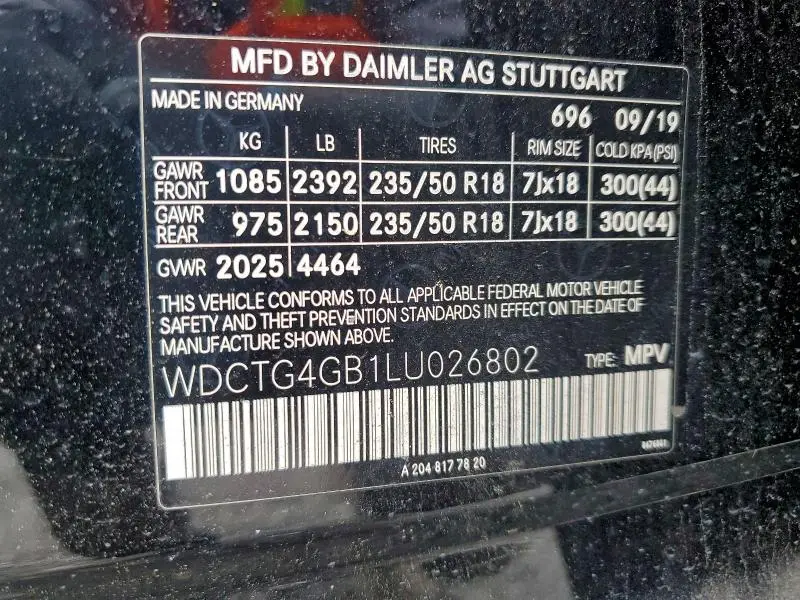 MFD BY DAIMLER AG STUTTGART
MADE IN GERMANY 696 09/19
KG LB TIRES RIM SIZE COLD KPA(PSI)
GAWR FRONT 1085 2392 235/50 R18 7Jx18 300(44)
GAWR REAR 975 2150 235/50 R18 7Jx18 300(44)
GVWR 2025 4464
THIS VEHICLE CONFORMS TO ALL APPLICABLE FEDERAL MOTOR VEHICLE
SAFETY AND THEFT PREVENTION STANDARDS IN EFFECT ON THE DATE OF
MANUFACTURE SHOWN ABOVE.
WDCTG4GB1LU026802 TYPE: MPV
A 204 817 78 20